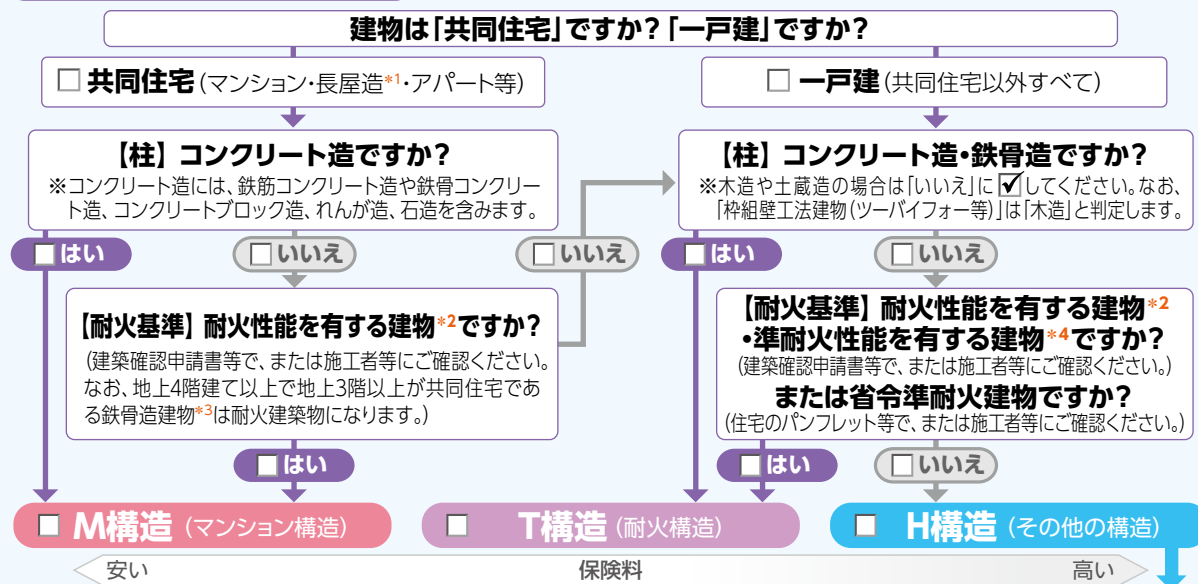 建物は「共同住宅」ですか?「一戸建」ですか?
共同住宅(マンション・長屋造*1・アパート等)
一戸建(共同住宅以外すべて)
【柱】コンクリート造ですか?
※コンクリート造には、鉄筋コンクリート造や鉄骨コンクリー
ト造、コンクリートブロック造、れんが造、石造を含みます。
【柱】コンクリート造・鉄骨造ですか?
※木造や土蔵造の場合は「いいえ」に☑してください。なお、
「枠組壁工法建物(ツーバイフォー等)」は「木造」と判定します。
はい
いいえ
いいえ
はい
いいえ
【耐火基準】耐火性能を有する建物*2ですか?
(建築確認申請書等で、または施工者等にご確認ください。
なお、地上4階建て以上で地上3階以上が共同住宅であ
る鉄骨造建物*3は耐火建築物になります。)
【耐火基準】耐火性能を有する建物*2
・準耐火性能を有する建物*4ですか?
(建築確認申請書等で、または施工者等にご確認ください。)
または省令準耐火建物ですか?
(住宅のパンフレット等で、または施工者等にご確認ください。)
はい
はい
いいえ
M構造(マンション構造)
T構造(耐火構造)
H構造(その他の構造)
安い
保険料
高い